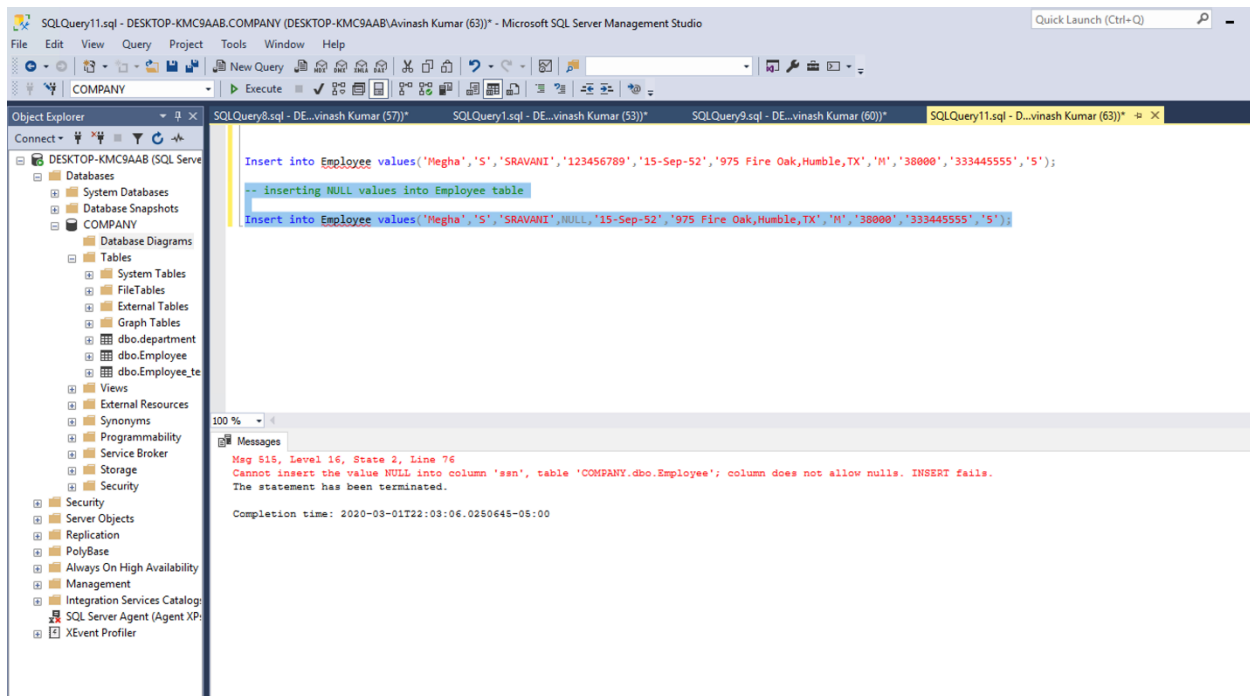 SQLQuery11.sql - DESKTOP-KMC9AAB.COMPANY (DESKTOP-KMC9AAB\Avinash Kumar (63))* - Microsoft SQL Server Management Studio
Quick Launch (Ctrl+Q)
File Edit View Query Project Tools Window Help
New Query
COMPANY
Execute
Object Explorer
SQLQuery8.sql - DE...vinash Kumar (57))*
SQLQuery1.sql - DE...vinash Kumar (53))*
SQLQuery9.sql - DE...vinash Kumar (60))*
SQLQuery11.sql - D...vinash Kumar (63))*
Connect
DESKTOP-KMC9AAB (SQL Serve
Databases
System Databases
Database Snapshots
COMPANY
Database Diagrams
Tables
System Tables
FileTables
External Tables
Graph Tables
dbo.department
dbo.Employee
dbo.Employee_te
Views
External Resources
Synonyms
Programmability
Service Broker
Storage
Security
Security
Server Objects
Replication
PolyBase
Always On High Availability
Management
Integration Services Catalogs
SQL Server Agent (Agent XPs
XEvent Profiler
Insert into Employee values('Megha','S','SRAVANI','123456789','15-Sep-52','975 Fire Oak,Humble,TX','M','38000','333445555','5');
-- inserting NULL values into Employee table
Insert into Employee values('Megha','S','SRAVANI',NULL,'15-Sep-52','975 Fire Oak,Humble,TX','M','38000','333445555','5');
100 %
Messages
Msg 515, Level 16, State 2, Line 76
Cannot insert the value NULL into column 'ssn', table 'COMPANY.dbo.Employee'; column does not allow nulls. INSERT fails.
The statement has been terminated.
Completion time: 2020-03-01T22:03:06.0250645-05:00